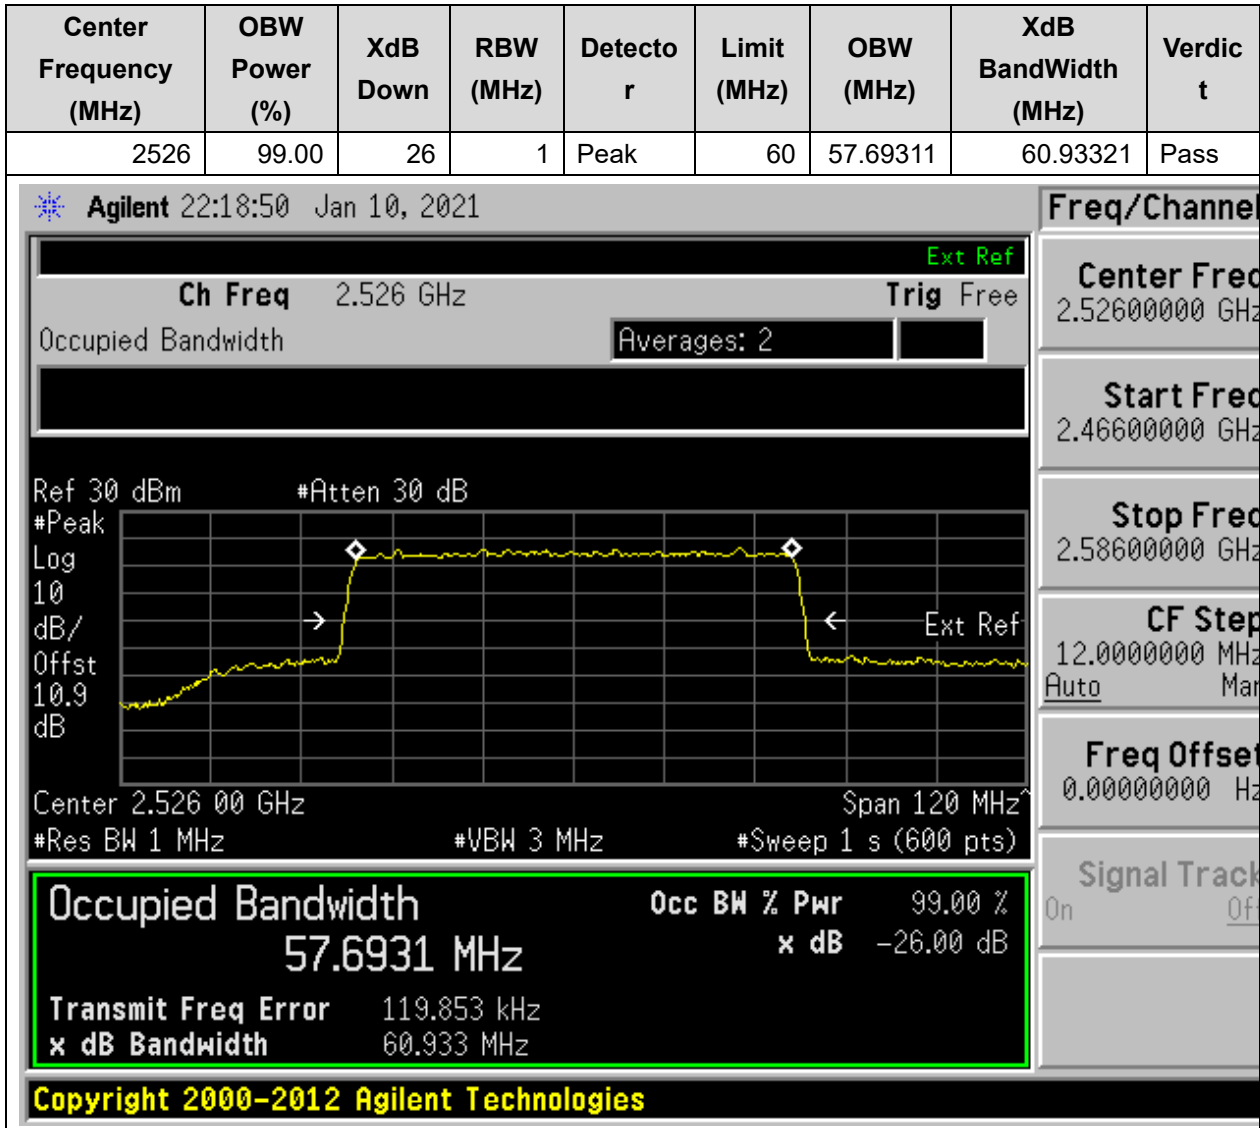 Center Frequency (MHz) OBW Power (%) XdB Down RBW (MHz) Detector Limit (MHz) OBW (MHz) XdB BandWidth (MHz) Verdict
2526 99.00 26 1 Peak 60 57.69311 60.93321 Pass
Agilent 22:18:50 Jan 10, 2021
Freq/Channel
Ext Ref
Ch Freq 2.526 GHz Trig Free
Occupied Bandwidth Averages: 2
Center Freq
2.52600000 GHz
Start Freq
2.46600000 GHz
Stop Freq
2.58600000 GHz
CF Step
12.0000000 MHz
Auto Man
Freq Offset
0.00000000 Hz
Signal Track
On Off
Ref 30 dBm #Atten 30 dB
#Peak
Log
10
dB/
Offst
10.9
dB
Ext Ref
Center 2.526 00 GHz Span 120 MHz^
#Res BW 1 MHz #VBW 3 MHz #Sweep 1 s (600 pts)
Occupied Bandwidth
57.6931 MHz
Occ BW % Pwr 99.00 %
x dB -26.00 dB
Transmit Freq Error 119.853 kHz
x dB Bandwidth 60.933 MHz
Copyright 2000-2012 Agilent Technologies